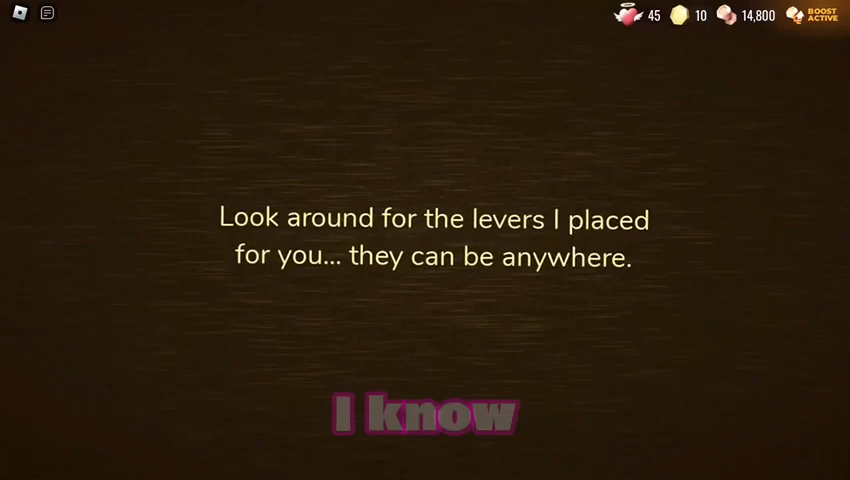 45 10 14,800 BOOST
ACTIVE
Look around for the levers I placed
for you... they can be anywhere.
I know